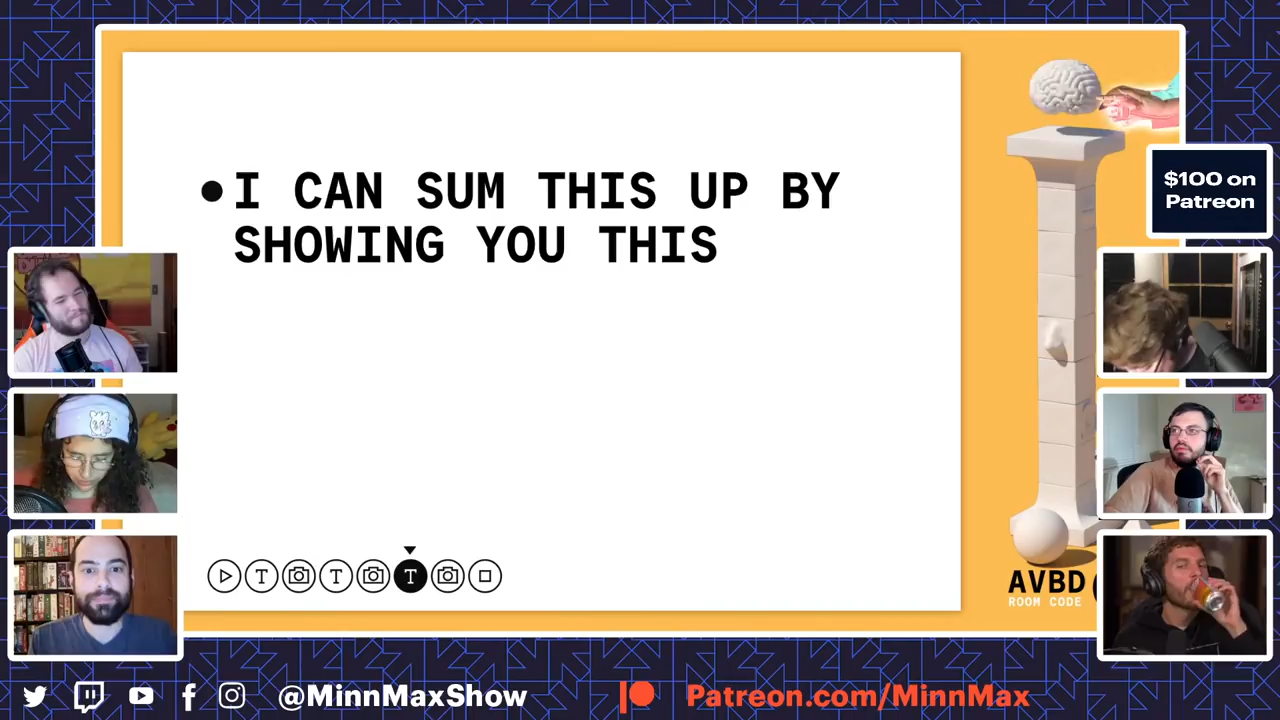 ● I CAN SUM THIS UP BY
SHOWING YOU THIS
$100 on
Patreon
T T T
AVBD
ROOM CODE
@MinnMaxShow
Patreon.com/MinnMax